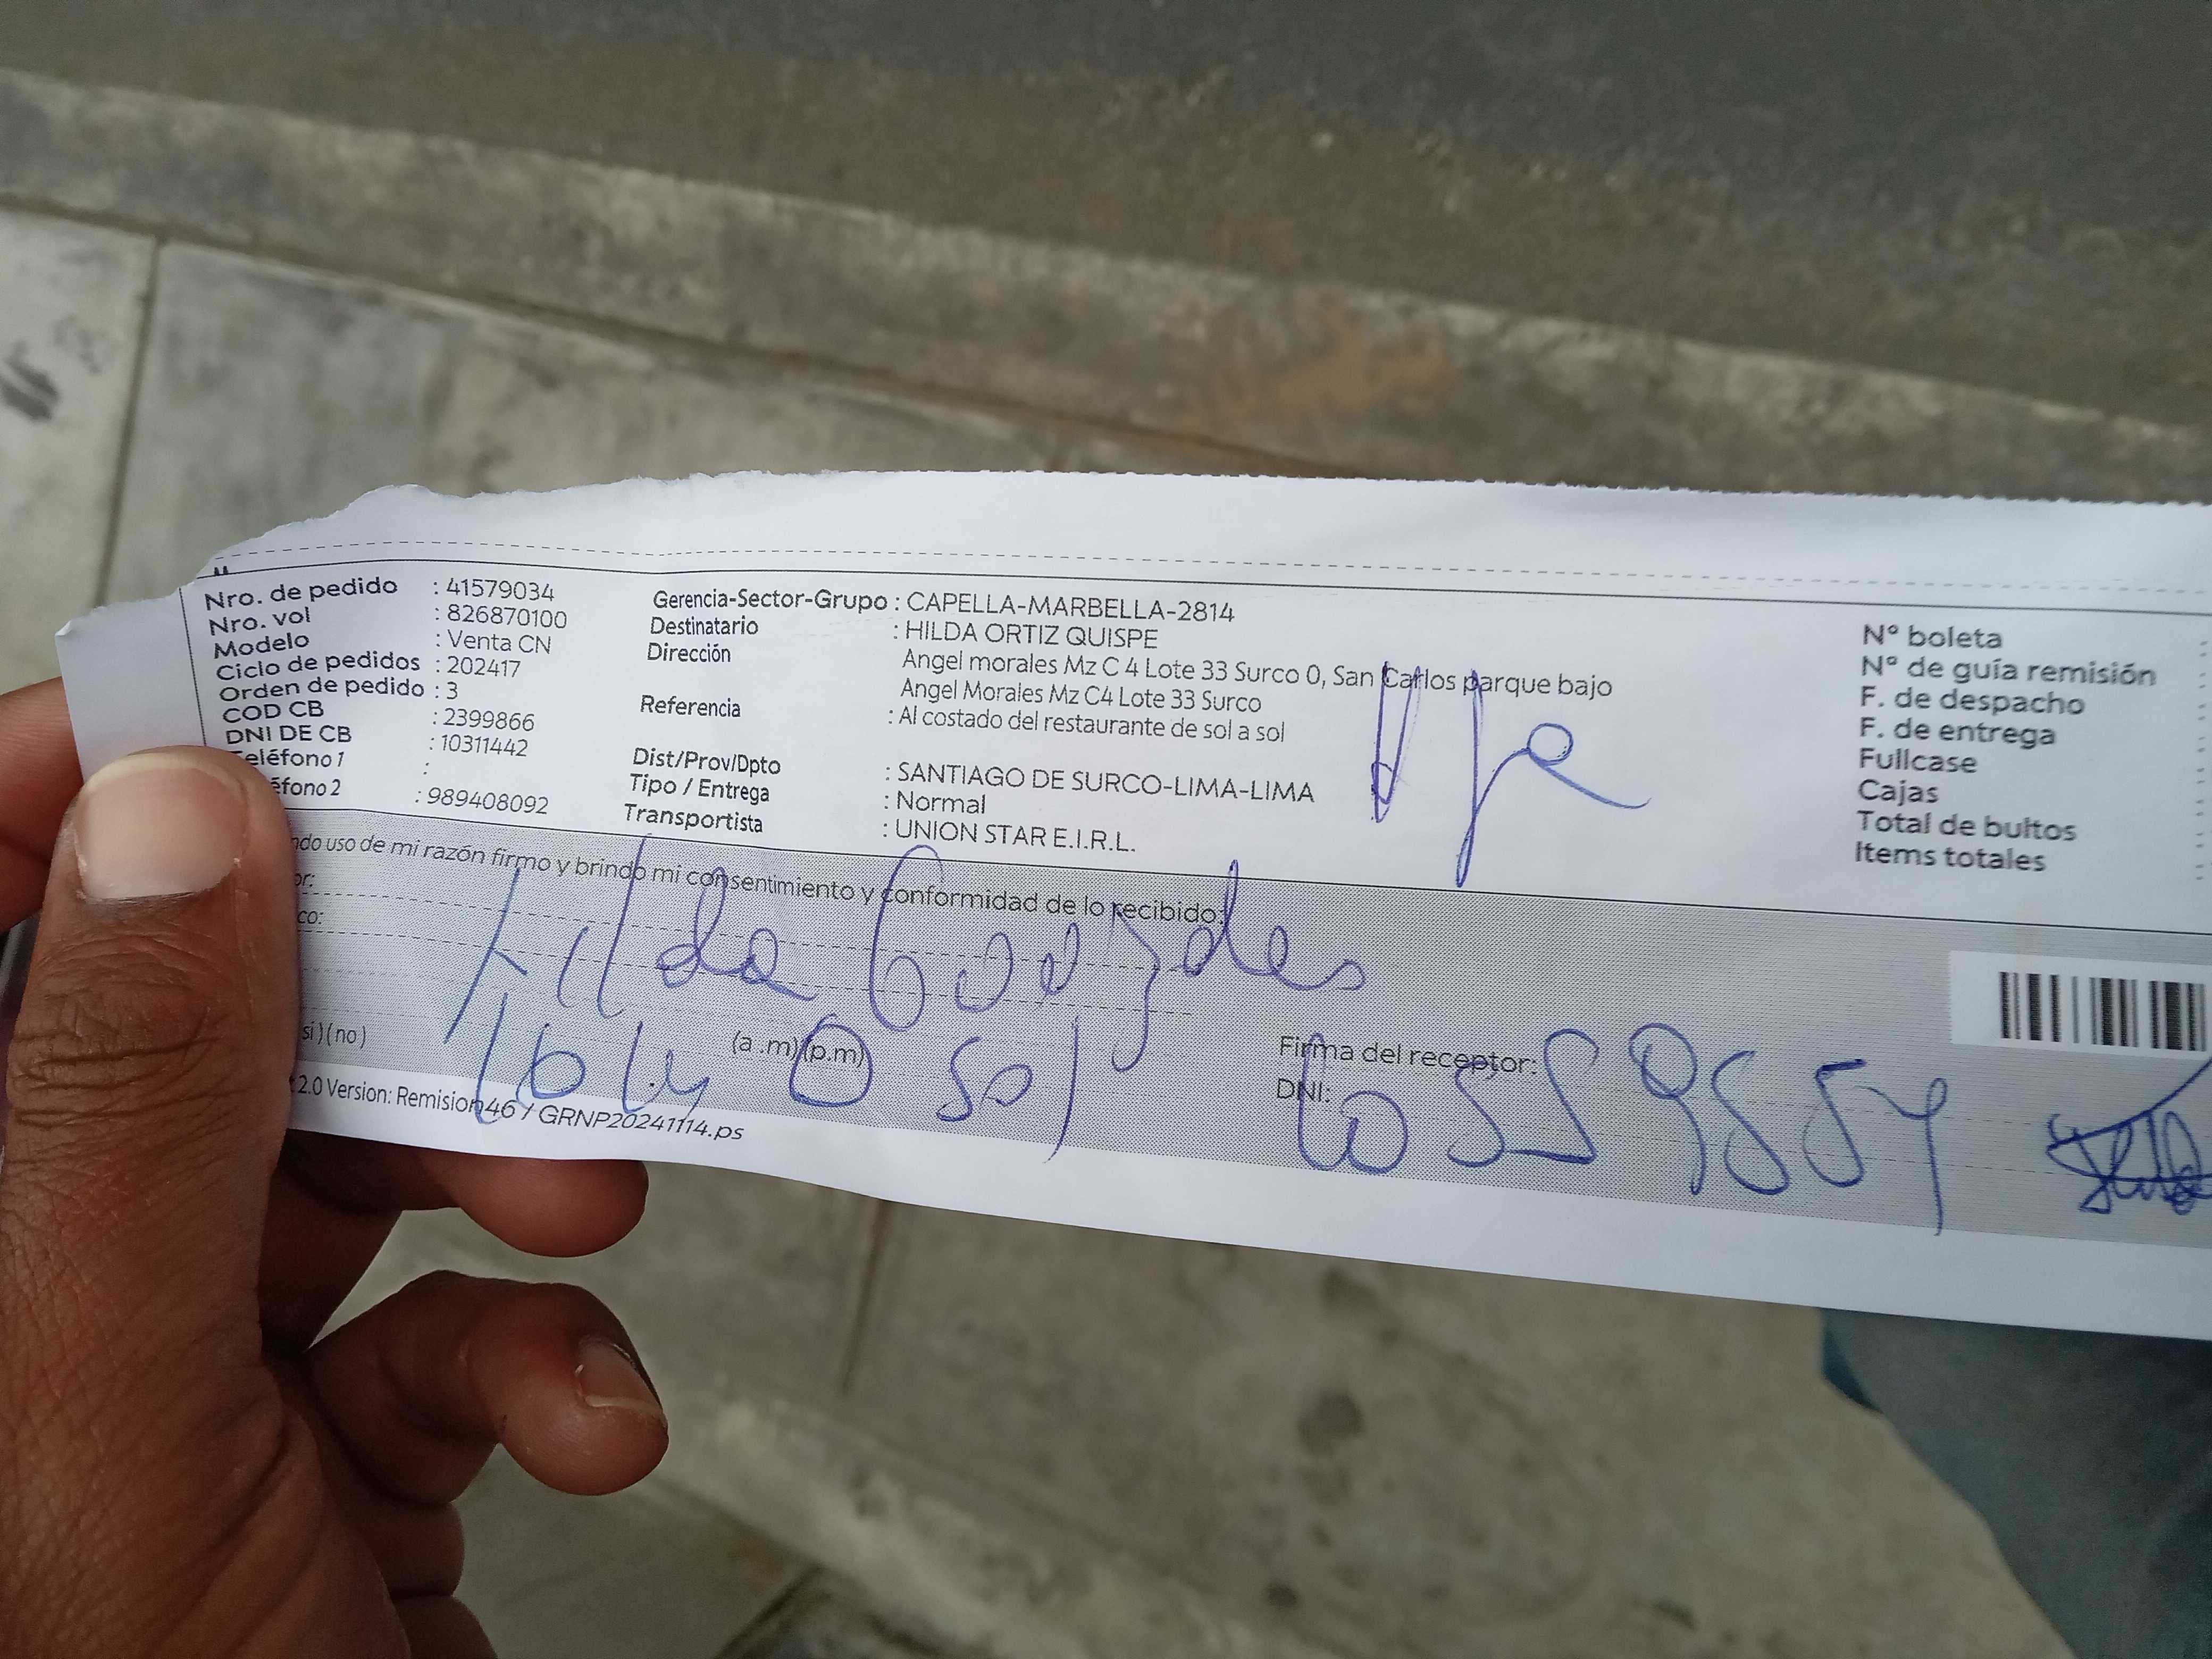 Nro. de pedido : 41579034
Nro. vol : 826870100
Modelo : Venta CN
Ciclo de pedidos : 202417
Orden de pedido : 3
COD CB : 2399866
DNI DE CB : 10311442
eléfono 1 :
éfono 2 : 989408092
Gerencia-Sector-Grupo : CAPELLA-MARBELLA-2814
Destinatario : HILDA ORTIZ QUISPE
Dirección Angel morales Mz C 4 Lote 33 Surco 0, San Carlos parque bajo
Angel Morales Mz C4 Lote 33 Surco
Referencia : Al costado del restaurante de sol a sol
Dist/Prov/Dpto : SANTIAGO DE SURCO-LIMA-LIMA
Tipo / Entrega : Normal
Transportista : UNION STAR E.I.R.L.
N° boleta :
N° de guía remisión :
F. de despacho :
F. de entrega :
Fullcase :
Cajas :
Total de bultos :
Items totales :
ndo uso de mi razón firmo y brindo mi consentimiento y conformidad de lo recibido:
or:
co:
Hilda
si)(no)
(a .m)(p.m)
sol
Firma del receptor:
DNI:
2.0 Version: Remision46 / GRNP20241114.ps